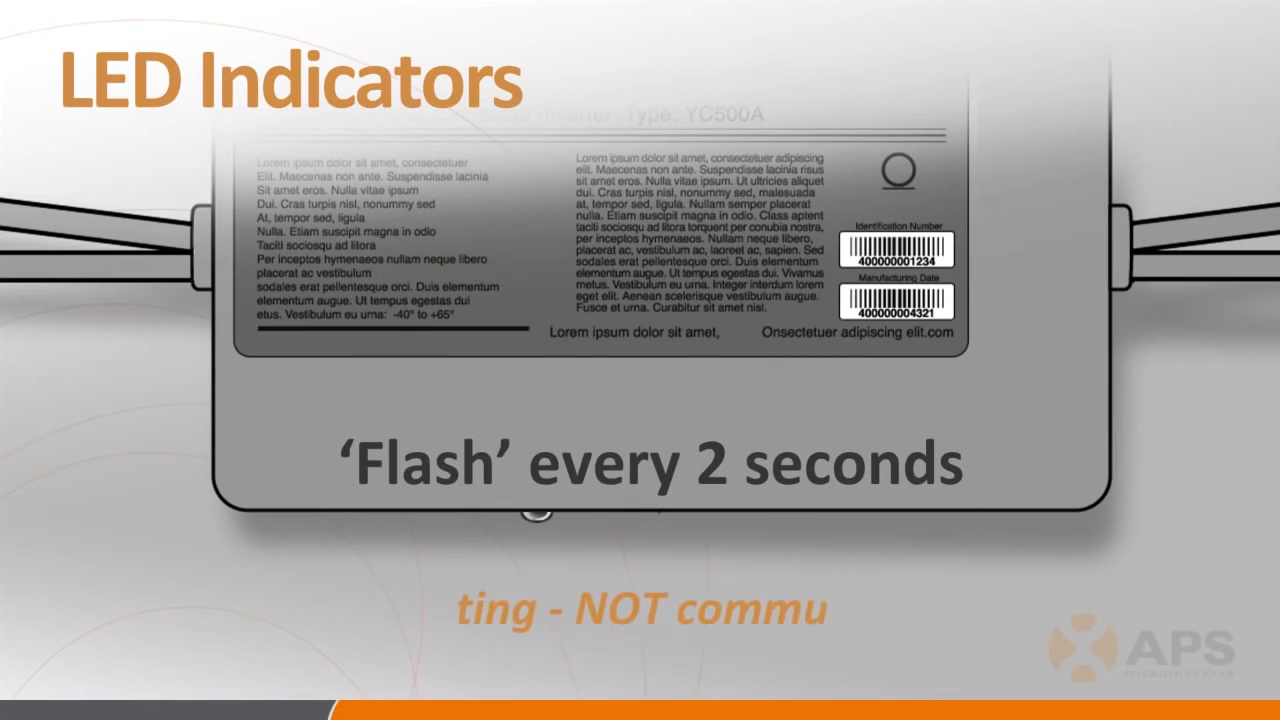 LED Indicators
Inverter Type: YC500A
Lorem ipsum dolor sit amet, consectetuer
Elit. Maecenas non ante. Suspendisse lacinia
Sit amet eros. Nulla vitae ipsum
Dui. Cras turpis nisl, nonummy sed
At, tempor sed, ligula
Nulla. Etiam suscipit magna in odio
Taciti sociosqu ad litora
Per inceptos hymenaeos nullam neque libero
placerat ac vestibulum
sodales erat pellentesque orci. Duis elementum
elementum augue. Ut tempus egestas dui
etus. Vestibulum eu urna: -40° to +65°
Lorem ipsum dolor sit amet, consectetuer adipiscing
elit. Maecenas non ante. Suspendisse lacinia risus
sit amet eros. Nulla vitae ipsum. Ut ultricies aliquet
dui. Cras turpis nisl, nonummy sed, malesuada
at, tempor sed, ligula. Nullam semper placerat
nulla. Etiam suscipit magna in odio. Class aptent
taciti sociosqu ad litora torquent per conubia nostra,
per inceptos hymenaeos. Nullam neque libero,
placerat ac, vestibulum ac, laoreet ac, sapien. Sed
sodales erat pellentesque orci. Duis elementum
elementum augue. Ut tempus egestas dui. Vivamus
metus. Vestibulum eu urna. Integer interdum lorem
eget elit. Aenean scelerisque vestibulum augue.
Fusce et urna. Curabitur sit amet nisl.
Identification Number
400000001234
Manufacturing Date
400000004321
Lorem ipsum dolor sit amet, Onsectetuer adipiscing elit.com
‘Flash’ every 2 seconds
ting - NOT commu
APS
MICROINVERTER